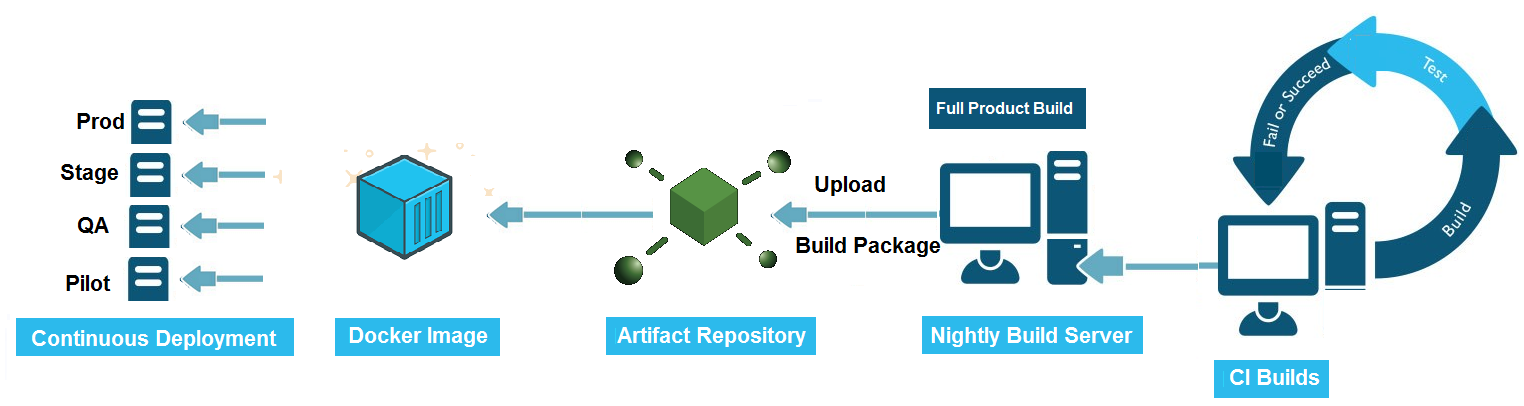 Prod
Stage
QA
Pilot
Continuous Deployment
Docker Image
Artifact Repository
Upload
Build Package
Full Product Build
Nightly Build Server
Fail or Succeed
Test
Build
CI Builds